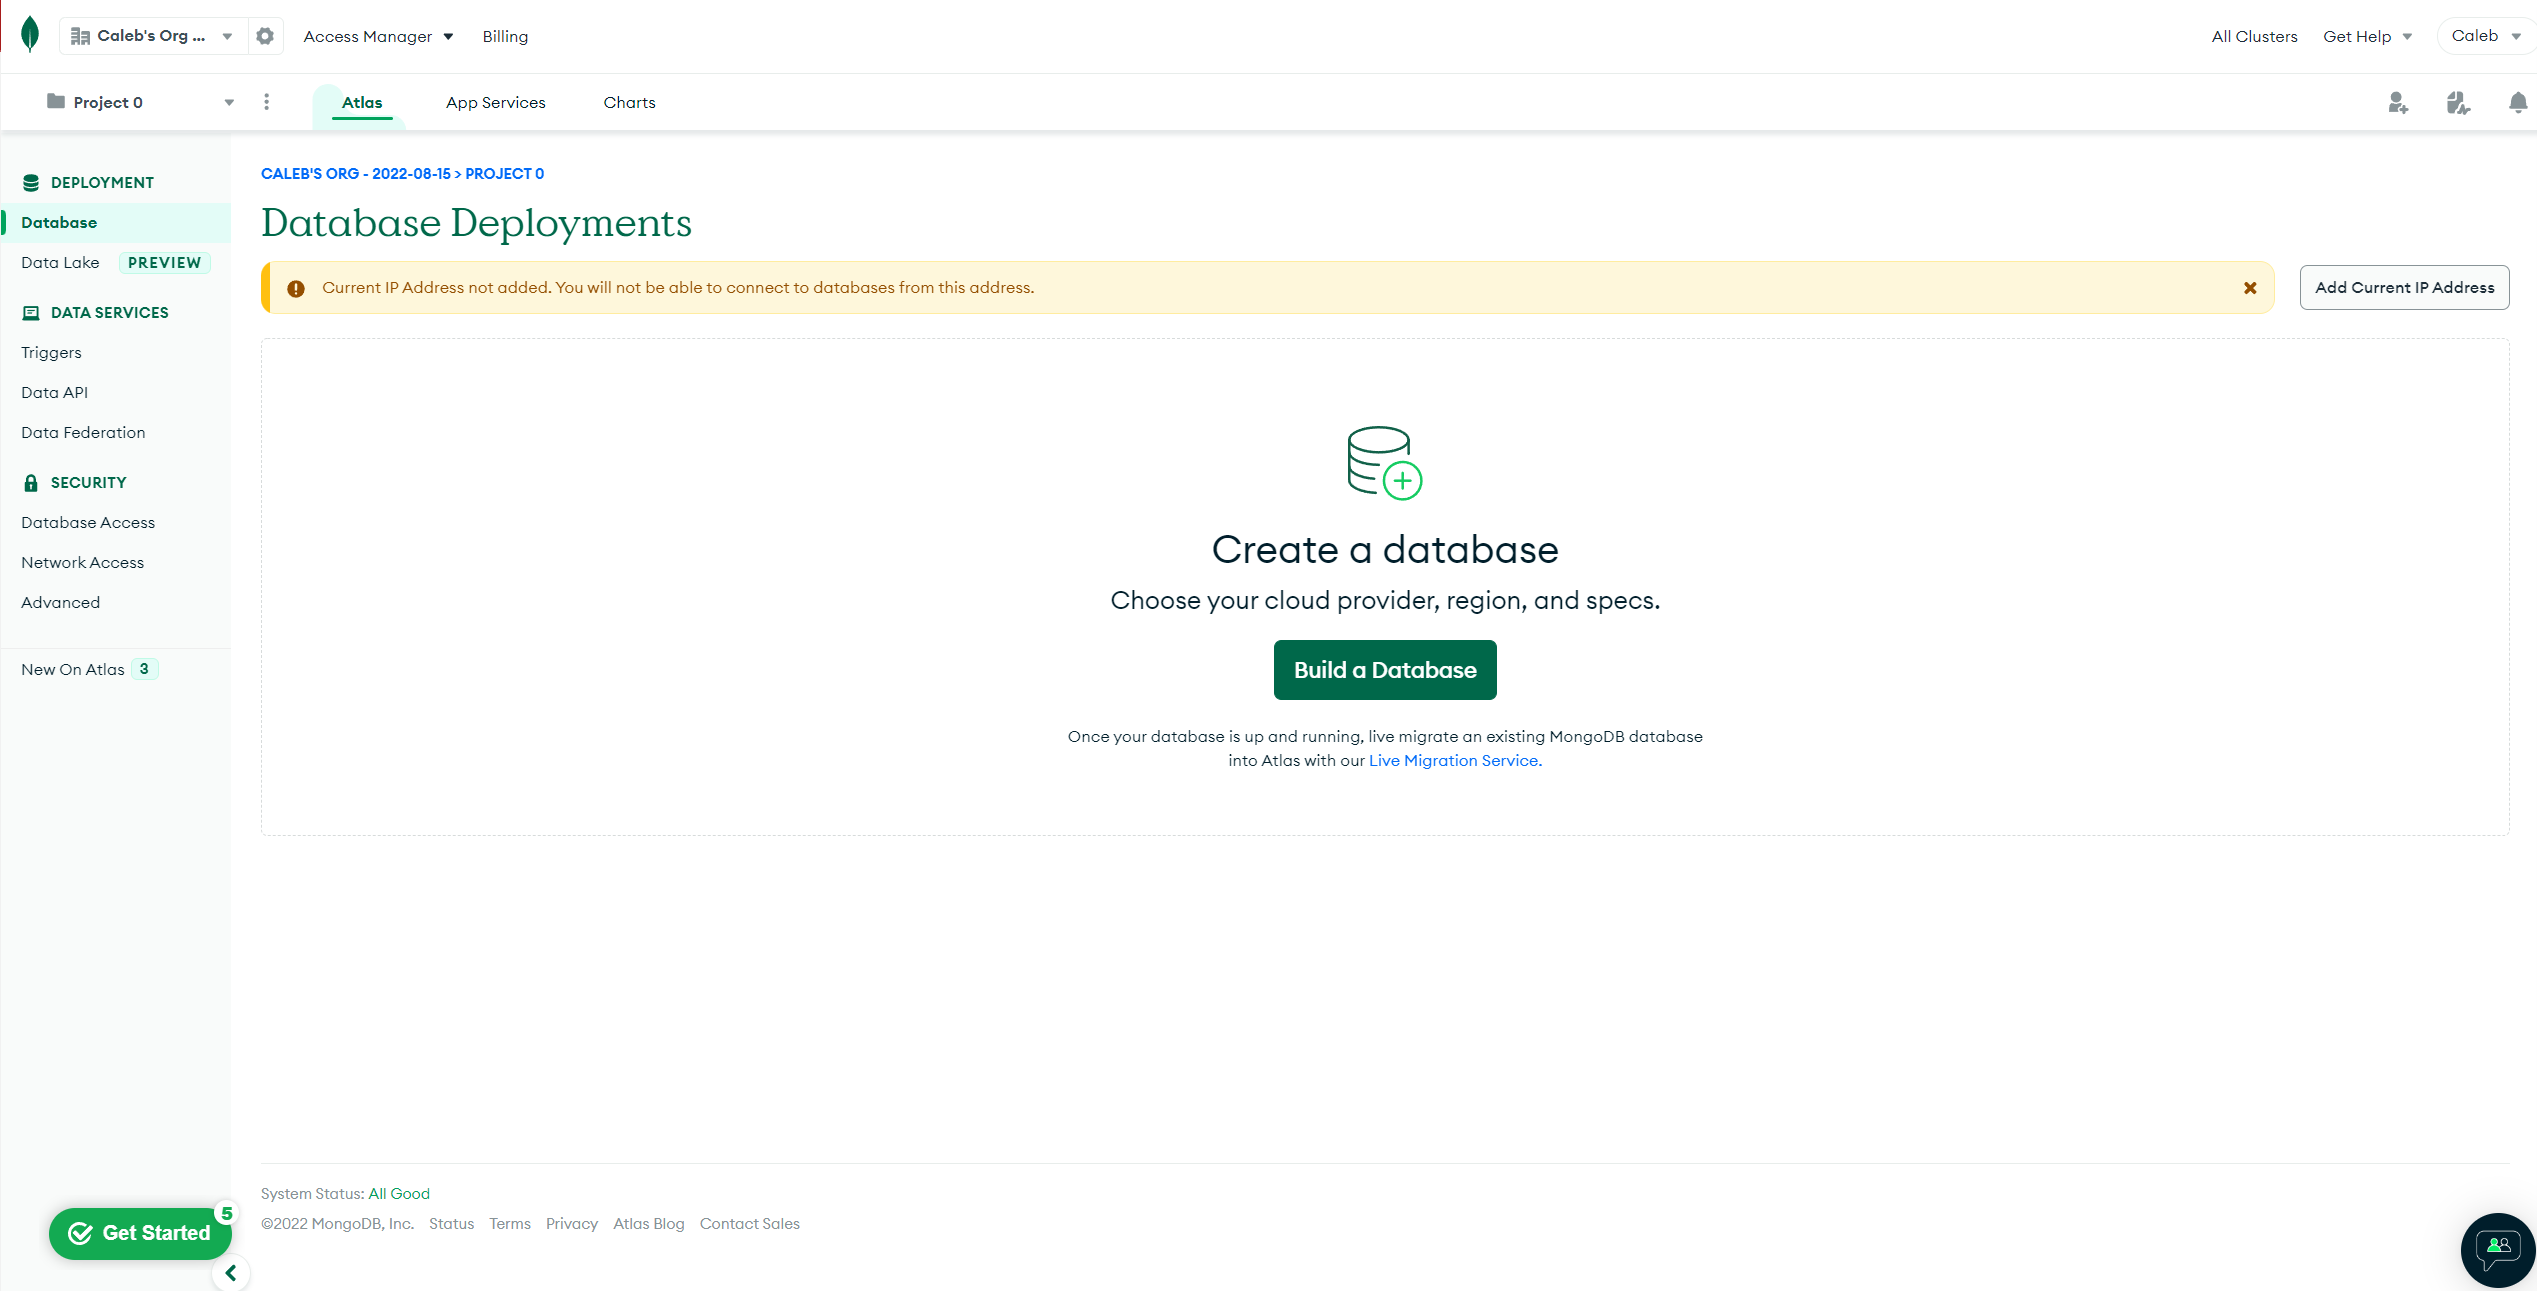 Caleb's Org ...
Access Manager
Billing
All Clusters
Get Help
Caleb
Project 0
Atlas
App Services
Charts
DEPLOYMENT
Database
Data Lake PREVIEW
DATA SERVICES
Triggers
Data API
Data Federation
SECURITY
Database Access
Network Access
Advanced
New On Atlas 3
CALEB'S ORG - 2022-08-15 > PROJECT 0
Database Deployments
Current IP Address not added. You will not be able to connect to databases from this address.
Add Current IP Address
Create a database
Choose your cloud provider, region, and specs.
Build a Database
Once your database is up and running, live migrate an existing MongoDB database
into Atlas with our Live Migration Service.
System Status: All Good
©2022 MongoDB, Inc. Status Terms Privacy Atlas Blog Contact Sales
Get Started
5